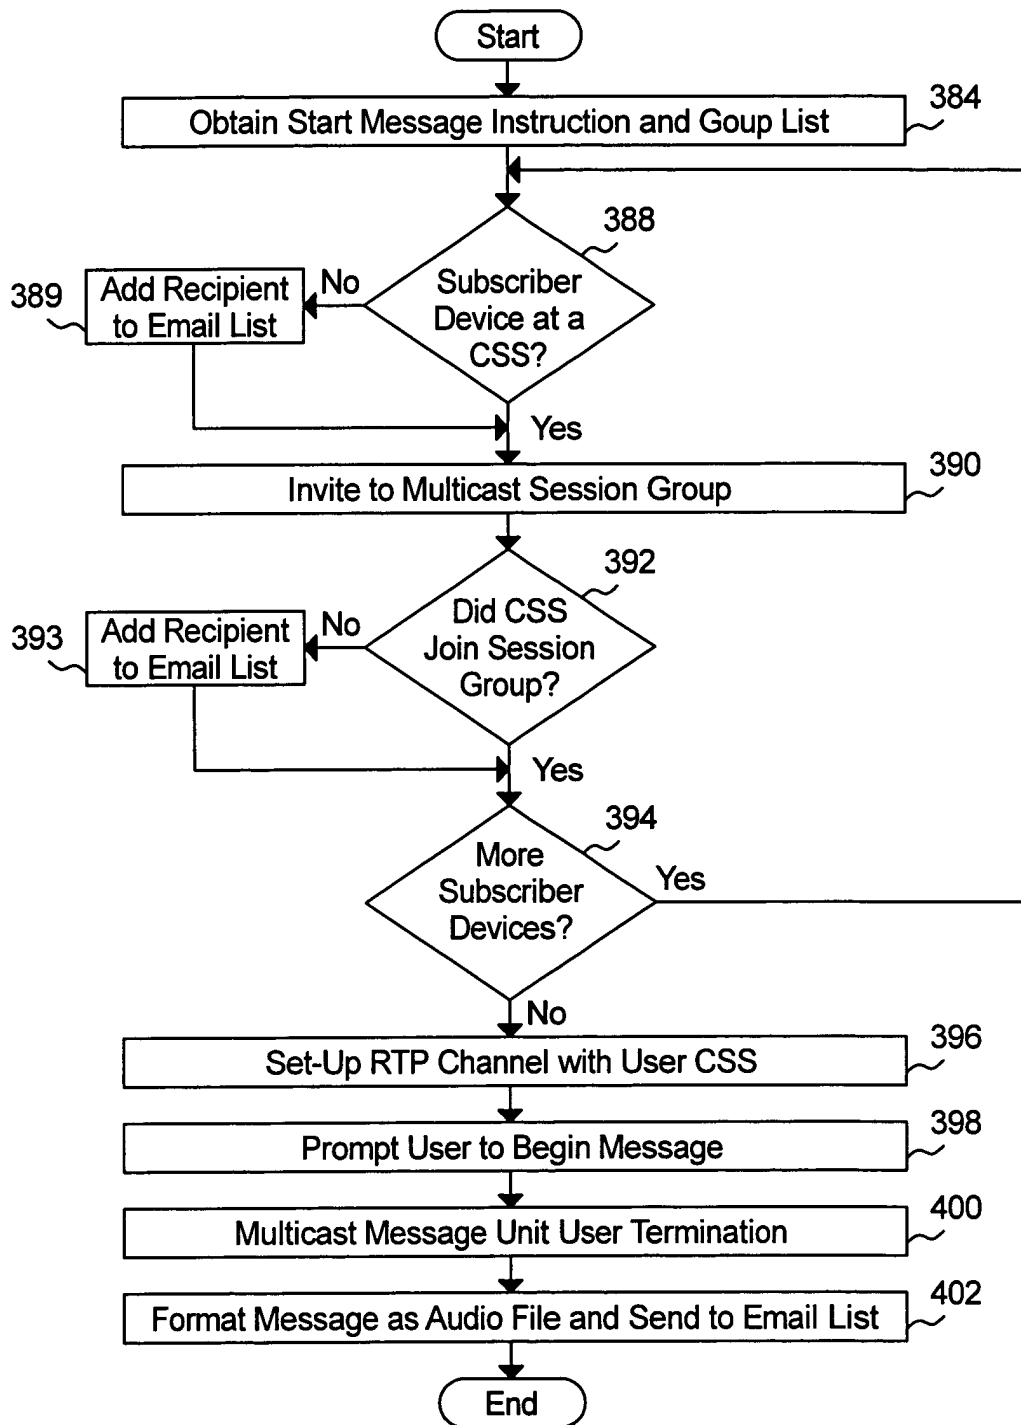 Start
384
Obtain Start Message Instruction and Goup List
388
Subscriber
Device at a
CSS?
No
389
Add Recipient
to Email List
Yes
390
Invite to Multicast Session Group
392
Did CSS
Join Session
Group?
No
393
Add Recipient
to Email List
Yes
394
More
Subscriber
Devices?
Yes
No
396
Set-Up RTP Channel with User CSS
398
Prompt User to Begin Message
400
Multicast Message Unit User Termination
402
Format Message as Audio File and Send to Email List
End